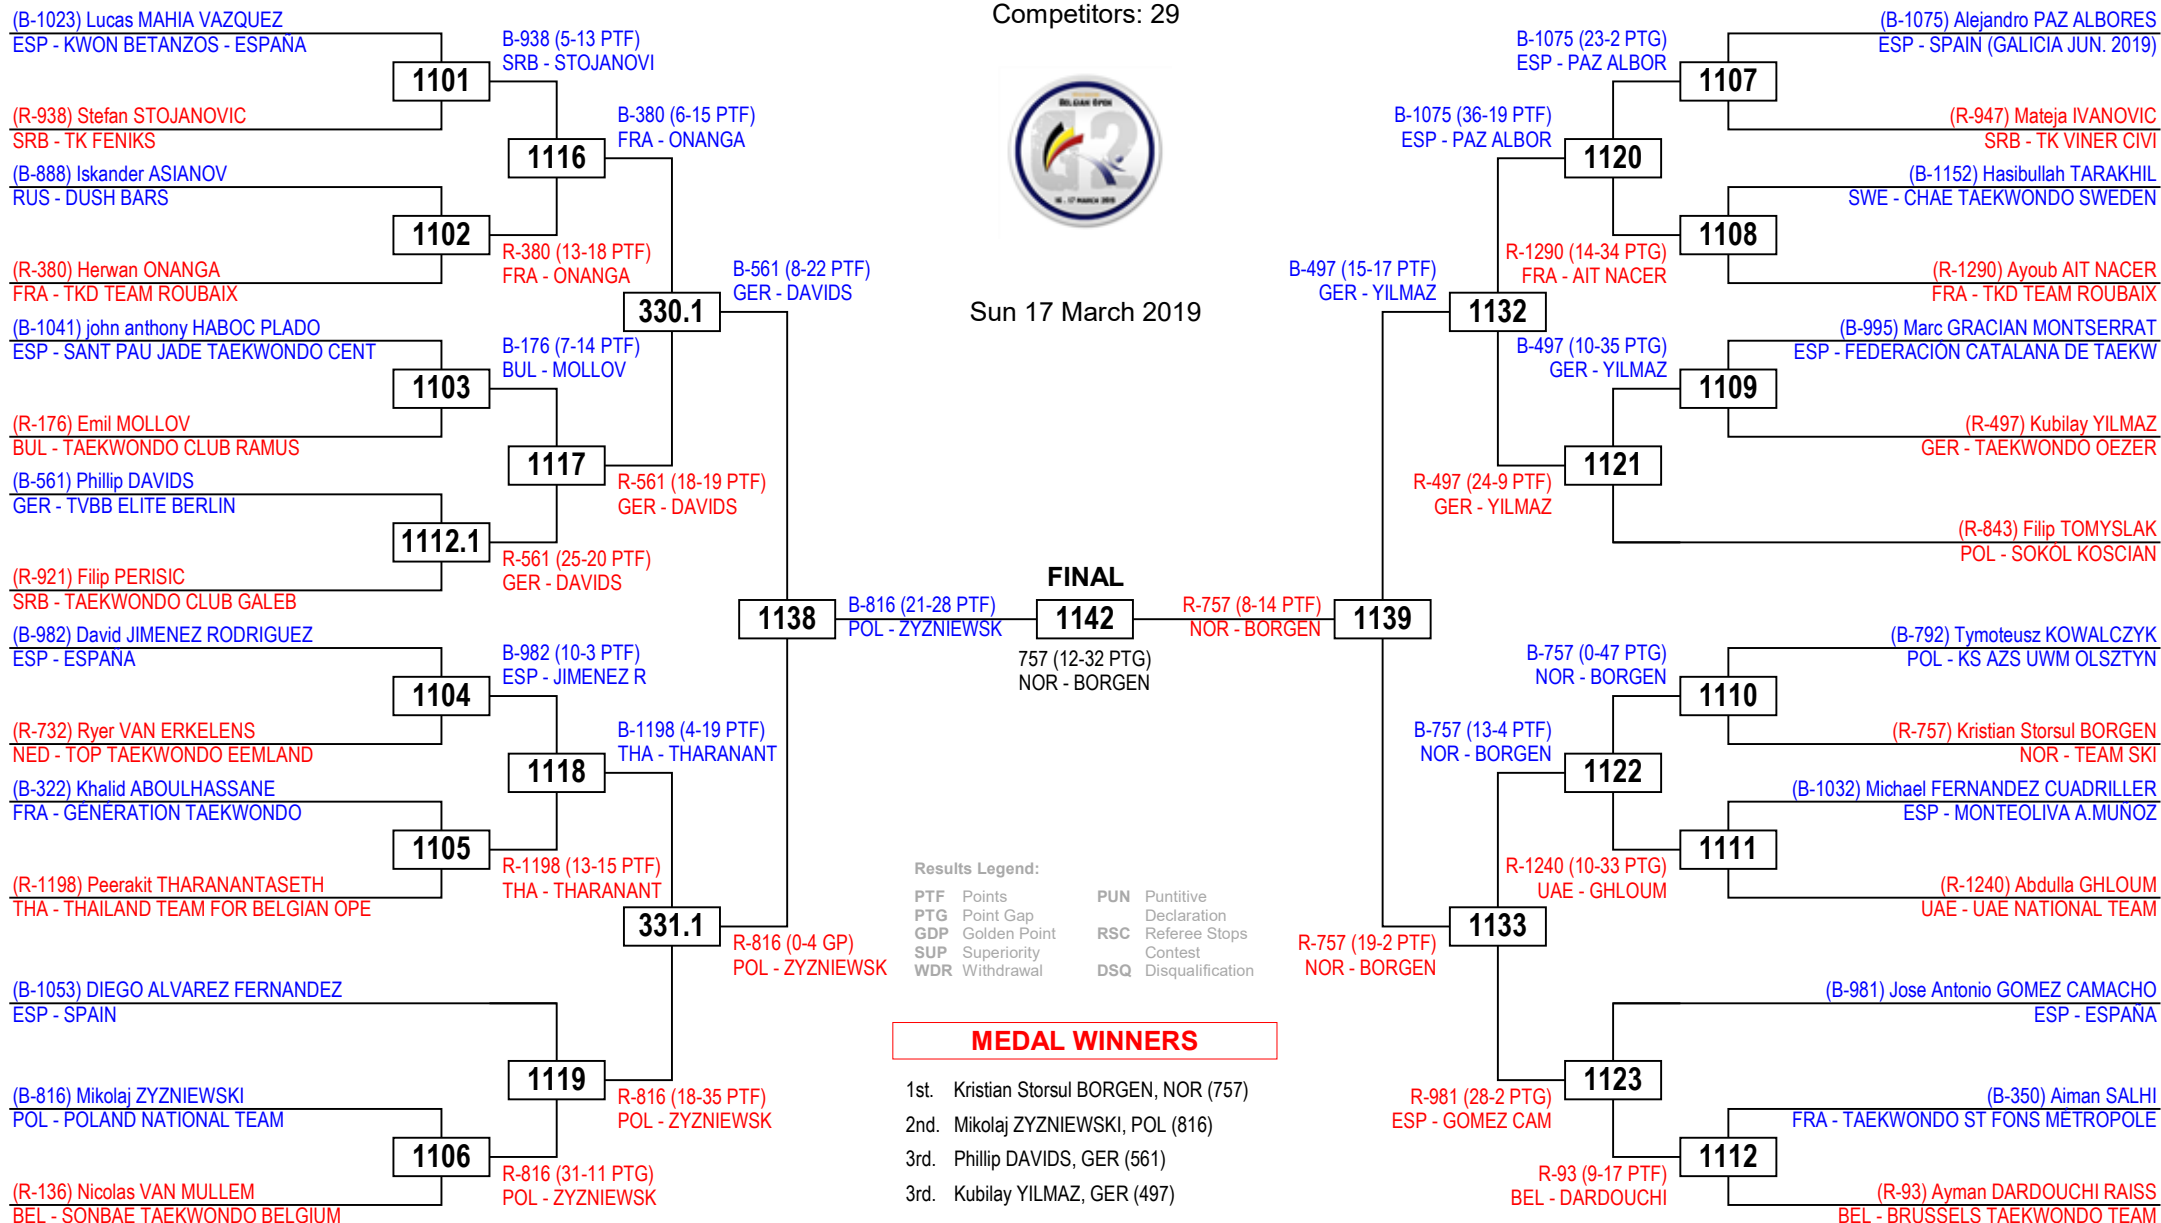 Competitors: 29
BELGIAN OPEN
G2
16 - 17 MARCH 2019
Sun 17 March 2019
(B-1023) Lucas MAHIA VAZQUEZ
ESP - KWON BETANZOS - ESPAÑA
1101
(R-938) Stefan STOJANOVIC
SRB - TK FENIKS
(B-888) Iskander ASIANOV
RUS - DUSH BARS
1102
(R-380) Herwan ONANGA
FRA - TKD TEAM ROUBAIX
(B-1041) john anthony HABOC PLADO
ESP - SANT PAU JADE TAEKWONDO CENT
1103
(R-176) Emil MOLLOV
BUL - TAEKWONDO CLUB RAMUS
(B-561) Phillip DAVIDS
GER - TVBB ELITE BERLIN
1112.1
(R-921) Filip PERISIC
SRB - TAEKWONDO CLUB GALEB
(B-982) David JIMENEZ RODRIGUEZ
ESP - ESPAÑA
1104
(R-732) Ryer VAN ERKELENS
NED - TOP TAEKWONDO EEMLAND
(B-322) Khalid ABOULHASSANE
FRA - GÉNÉRATION TAEKWONDO
1105
(R-1198) Peerakit THARANANTASETH
THA - THAILAND TEAM FOR BELGIAN OPE
(B-1053) DIEGO ALVAREZ FERNANDEZ
ESP - SPAIN
(B-816) Mikolaj ZYZNIEWSKI
POL - POLAND NATIONAL TEAM
1106
(R-136) Nicolas VAN MULLEM
BEL - SONBAE TAEKWONDO BELGIUM
B-938 (5-13 PTF)
SRB - STOJANOVI
1116
R-380 (13-18 PTF)
FRA - ONANGA
B-176 (7-14 PTF)
BUL - MOLLOV
1117
R-561 (25-20 PTF)
GER - DAVIDS
B-982 (10-3 PTF)
ESP - JIMENEZ R
1118
R-1198 (13-15 PTF)
THA - THARANANT
1119
R-816 (31-11 PTG)
POL - ZYZNIEWSK
B-380 (6-15 PTF)
FRA - ONANGA
330.1
R-561 (18-19 PTF)
GER - DAVIDS
B-1198 (4-19 PTF)
THA - THARANANT
331.1
R-816 (18-35 PTF)
POL - ZYZNIEWSK
B-561 (8-22 PTF)
GER - DAVIDS
1138
R-816 (0-4 GP)
POL - ZYZNIEWSK
B-816 (21-28 PTF)
POL - ZYZNIEWSK
FINAL
1142
757 (12-32 PTG)
NOR - BORGEN
R-757 (8-14 PTF)
NOR - BORGEN
B-497 (15-17 PTF)
GER - YILMAZ
1139
R-757 (19-2 PTF)
NOR - BORGEN
B-1075 (36-19 PTF)
ESP - PAZ ALBOR
1132
R-497 (24-9 PTF)
GER - YILMAZ
B-757 (13-4 PTF)
NOR - BORGEN
1133
R-981 (28-2 PTG)
ESP - GOMEZ CAM
B-1075 (23-2 PTG)
ESP - PAZ ALBOR
1120
R-1290 (14-34 PTG)
FRA - AIT NACER
B-497 (10-35 PTG)
GER - YILMAZ
1121
B-757 (0-47 PTG)
NOR - BORGEN
1122
R-1240 (10-33 PTG)
UAE - GHLOUM
1123
R-93 (9-17 PTF)
BEL - DARDOUCHI
(B-1075) Alejandro PAZ ALBORES
ESP - SPAIN (GALICIA JUN. 2019)
1107
(R-947) Mateja IVANOVIC
SRB - TK VINER CIVI
(B-1152) Hasibullah TARAKHIL
SWE - CHAE TAEKWONDO SWEDEN
1108
(R-1290) Ayoub AIT NACER
FRA - TKD TEAM ROUBAIX
(B-995) Marc GRACIAN MONTSERRAT
ESP - FEDERACIÓN CATALANA DE TAEKW
1109
(R-497) Kubilay YILMAZ
GER - TAEKWONDO OEZER
(R-843) Filip TOMYSLAK
POL - SOKÓL KOSCIAN
(B-792) Tymoteusz KOWALCZYK
POL - KS AZS UWM OLSZTYN
1110
(R-757) Kristian Storsul BORGEN
NOR - TEAM SKI
(B-1032) Michael FERNANDEZ CUADRILLER
ESP - MONTEOLIVA A.MUÑOZ
1111
(R-1240) Abdulla GHLOUM
UAE - UAE NATIONAL TEAM
(B-981) Jose Antonio GOMEZ CAMACHO
ESP - ESPAÑA
(B-350) Aiman SALHI
FRA - TAEKWONDO ST FONS MÉTROPOLE
1112
(R-93) Ayman DARDOUCHI RAISS
BEL - BRUSSELS TAEKWONDO TEAM
Results Legend:
PTF Points
PTG Point Gap
GDP Golden Point
SUP Superiority
WDR Withdrawal
PUN Puntitive
Declaration
RSC Referee Stops
Contest
DSQ Disqualification
MEDAL WINNERS
1st. Kristian Storsul BORGEN, NOR (757)
2nd. Mikolaj ZYZNIEWSKI, POL (816)
3rd. Phillip DAVIDS, GER (561)
3rd. Kubilay YILMAZ, GER (497)